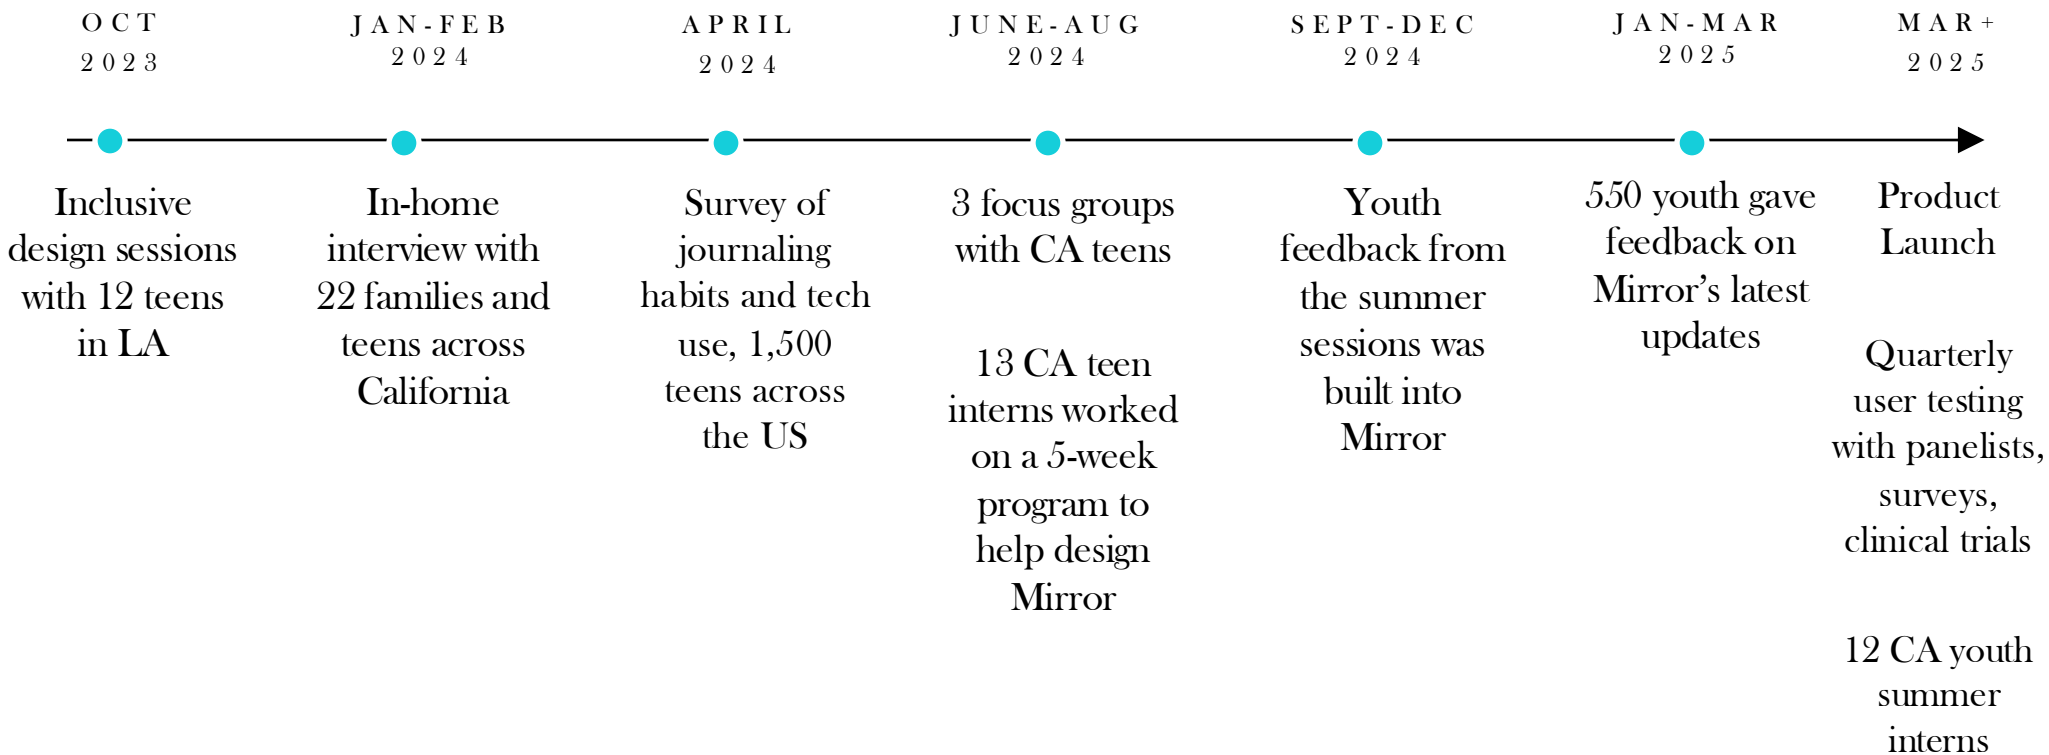 OCT
2023
JAN-FEB
2024
APRIL
2024
JUNE-AUG
2024
SEPT-DEC
2024
JAN-MAR
2025
MAR+
2025
Inclusive
design sessions
with 12 teens
in LA
In-home
interview with
22 families and
teens across
California
Survey of
journaling
habits and tech
use, 1,500
teens across
the US
3 focus groups
with CA teens
13 CA teen
interns worked
on a 5-week
program to
help design
Mirror
Youth
feedback from
the summer
sessions was
built into
Mirror
550 youth gave
feedback on
Mirror’s latest
updates
Product
Launch
Quarterly
user testing
with panelists,
surveys,
clinical trials
12 CA youth
summer
interns